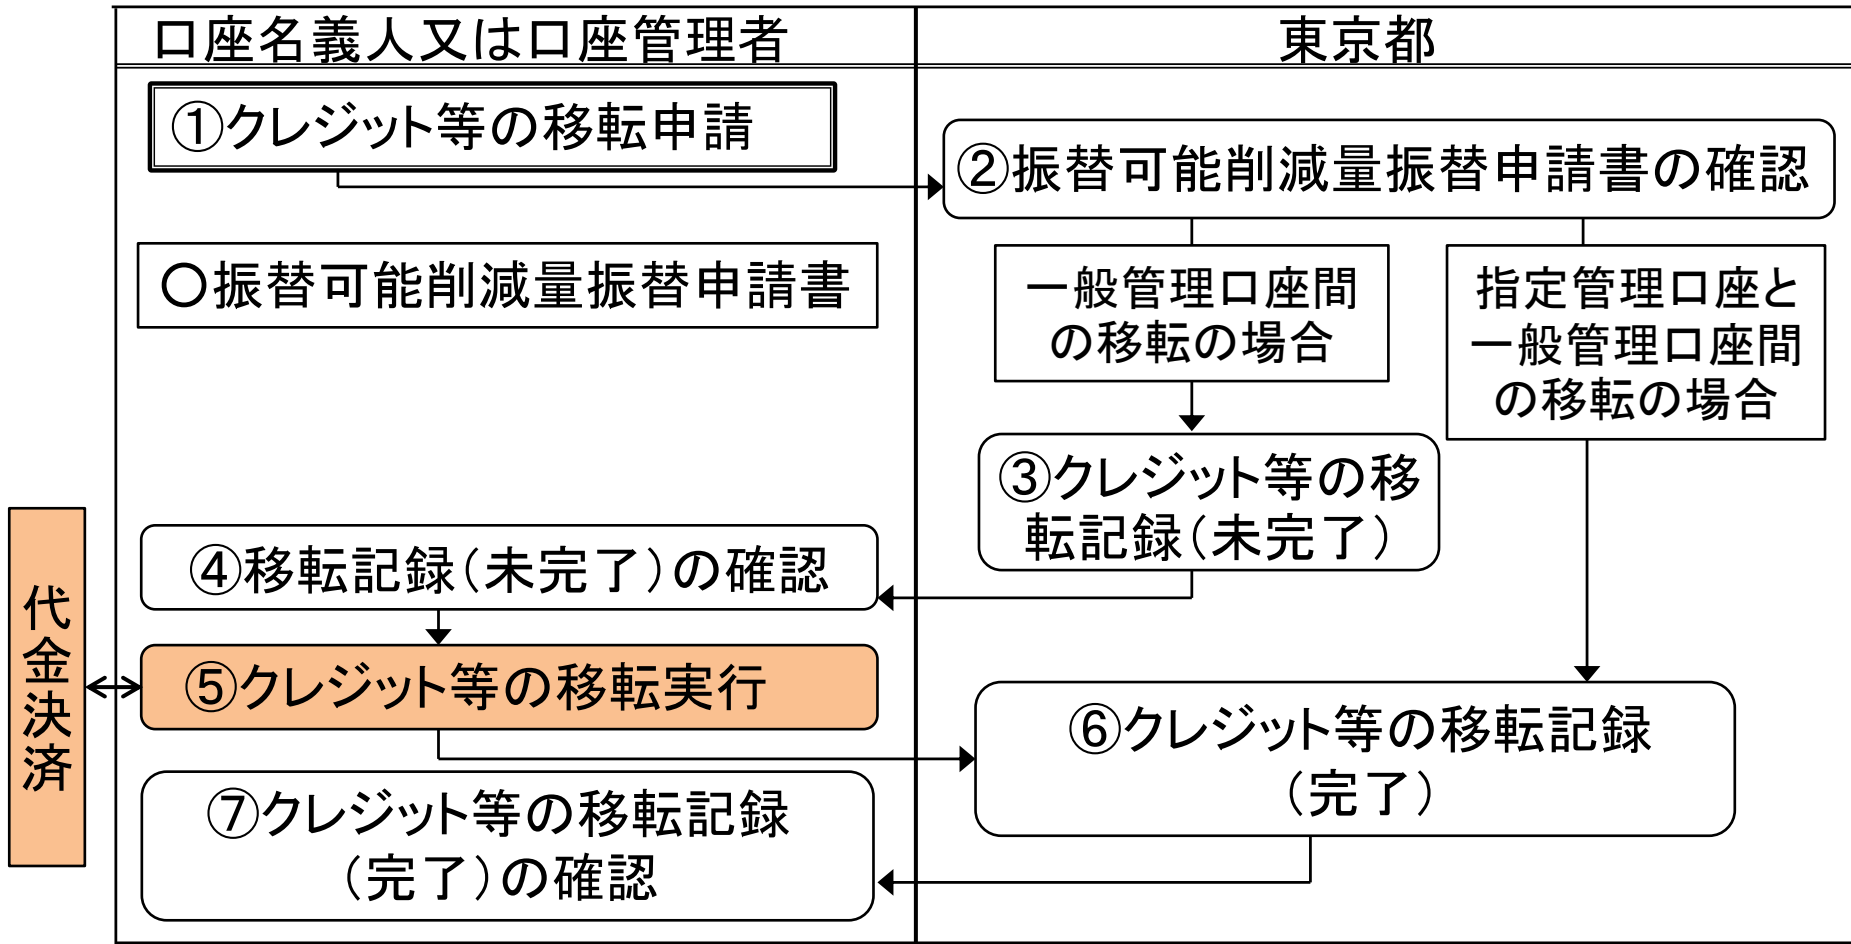 口座名義人又は口座管理者
東京都
①クレジット等の移転申請
②振替可能削減量振替申請書の確認
〇振替可能削減量振替申請書
一般管理口座間
の移転の場合
指定管理口座と
一般管理口座間
の移転の場合
③クレジット等の移
転記録(未完了)
④移転記録(未完了)の確認
代金決済
⑤クレジット等の移転実行
⑥クレジット等の移転記録
(完了)
⑦クレジット等の移転記録
(完了)の確認